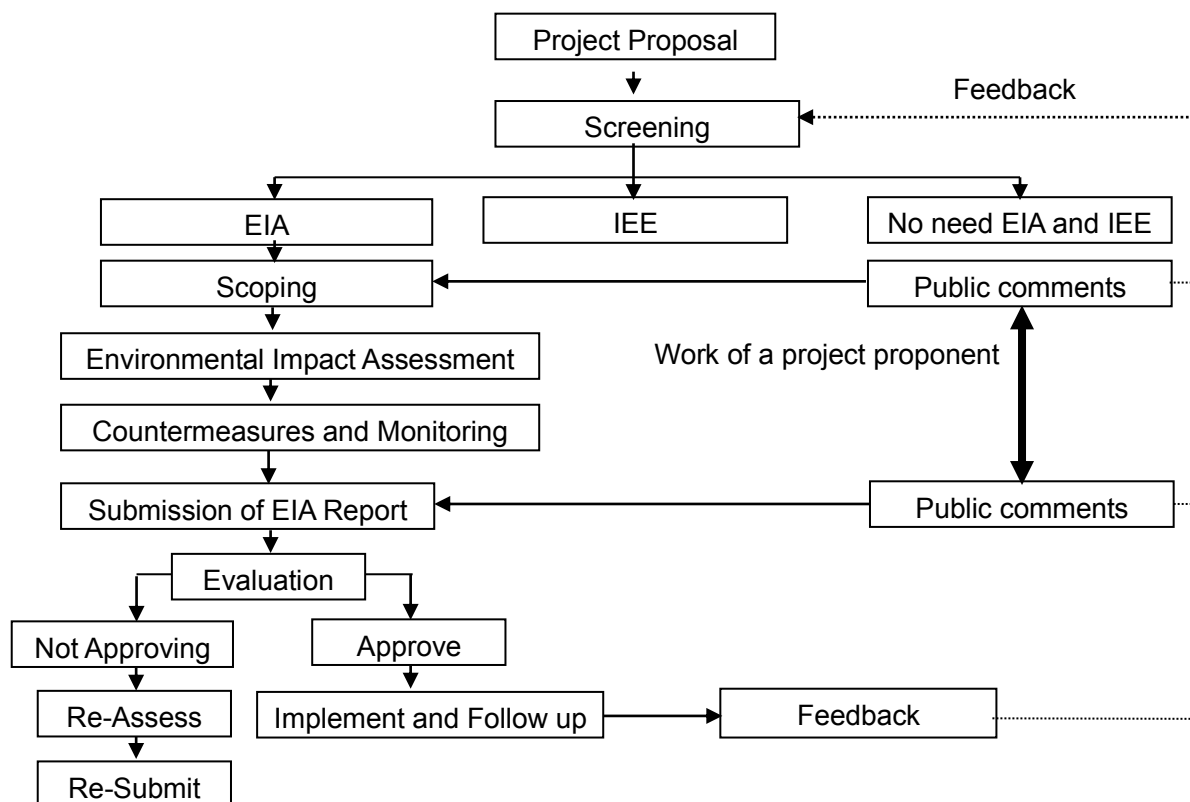 Project Proposal
Feedback
Screening
EIA
IEE
No need EIA and IEE
Scoping
Public comments
Environmental Impact Assessment
Work of a project proponent
Countermeasures and Monitoring
Submission of EIA Report
Public comments
Evaluation
Not Approving
Approve
Re-Assess
Implement and Follow up
Feedback
Re-Submit